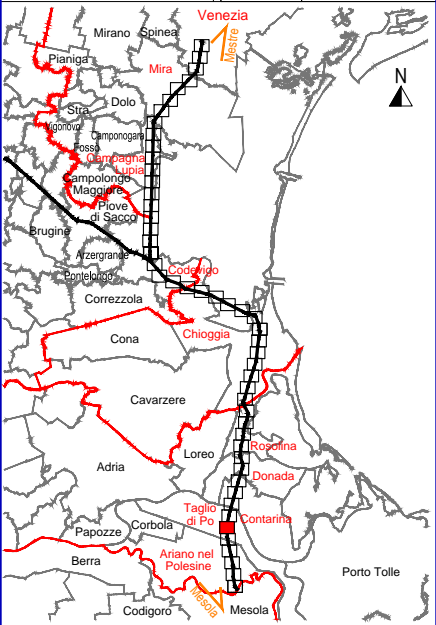 Venezia
Mirano
Spinea
Mestre
Pianiga
Mira
N
Dolo
Stra
Vigonovo
Camponogara
Fosso
Campagna
Lupia
Campolongo
Maggiore
Piove
di Sacco
Brugine
Arzergrande
Codevigo
Pontelongo
Correzzola
Chioggia
Cona
Cavarzere
Rosolina
Loreo
Adria
Donada
Taglio
di Po
Contarina
Corbola
Papozze
Ariano nel
Polesine
Berra
Porto Tolle
Mesola
Codigoro
Mesola